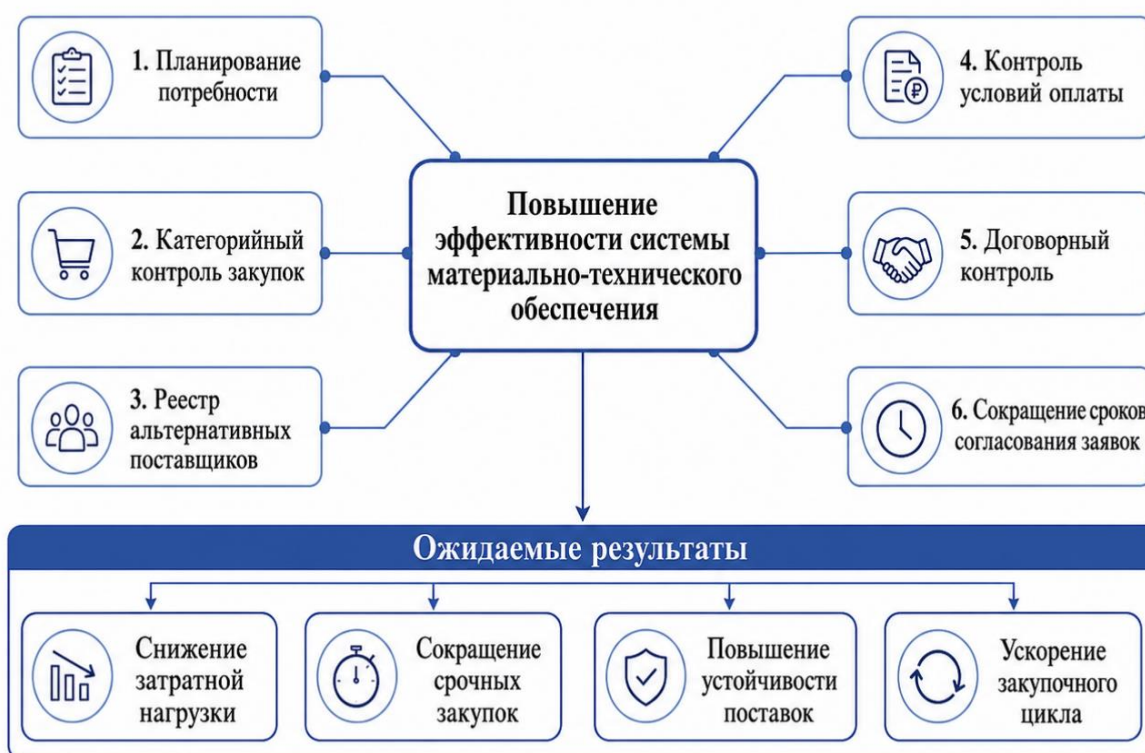 1. Планирование
потребности
2. Категорийный
контроль закупок
3. Реестр
альтернативных
поставщиков
Повышение
эффективности системы
материально-технического
обеспечения
4. Контроль
условий оплаты
₽
5. Договорный
контроль
6. Сокращение сроков
согласования заявок
Ожидаемые результаты
Снижение
затратной
нагрузки
Сокращение
срочных
закупок
Повышение
устойчивости
поставок
Ускорение
закупочного
цикла